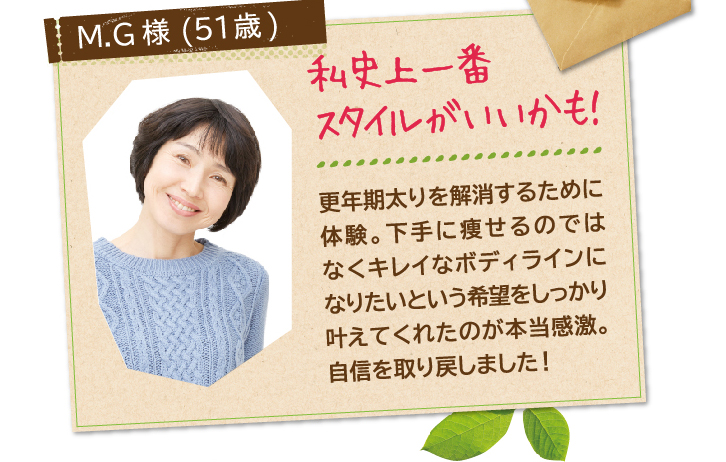 M.G様(51歳)
私史上一番
スタイルがいいかも!
更年期太りを解消するために
体験。下手に痩せるのでは
なくキレイなボディラインに
なりたいという希望をしっかり
叶えてくれたのが本当感激。
自信を取り戻しました!